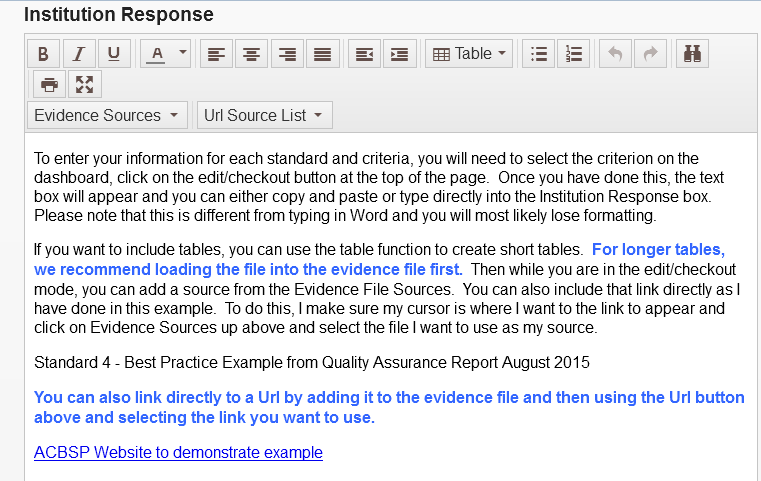 Institution Response
B I U A Table
Evidence Sources Url Source List
To enter your information for each standard and criteria, you will need to select the criterion on the
dashboard, click on the edit/checkout button at the top of the page.  Once you have done this, the text
box will appear and you can either copy and paste or type directly into the Institution Response box.
Please note that this is different from typing in Word and you will most likely lose formatting.
If you want to include tables, you can use the table function to create short tables.  For longer tables,
we recommend loading the file into the evidence file first.  Then while you are in the edit/checkout
mode, you can add a source from the Evidence File Sources.  You can also include that link directly as I
have done in this example.  To do this, I make sure my cursor is where I want to the link to appear and
click on Evidence Sources up above and select the file I want to use as my source.
Standard 4 - Best Practice Example from Quality Assurance Report August 2015
You can also link directly to a Url by adding it to the evidence file and then using the Url button
above and selecting the link you want to use.
ACBSP Website to demonstrate example